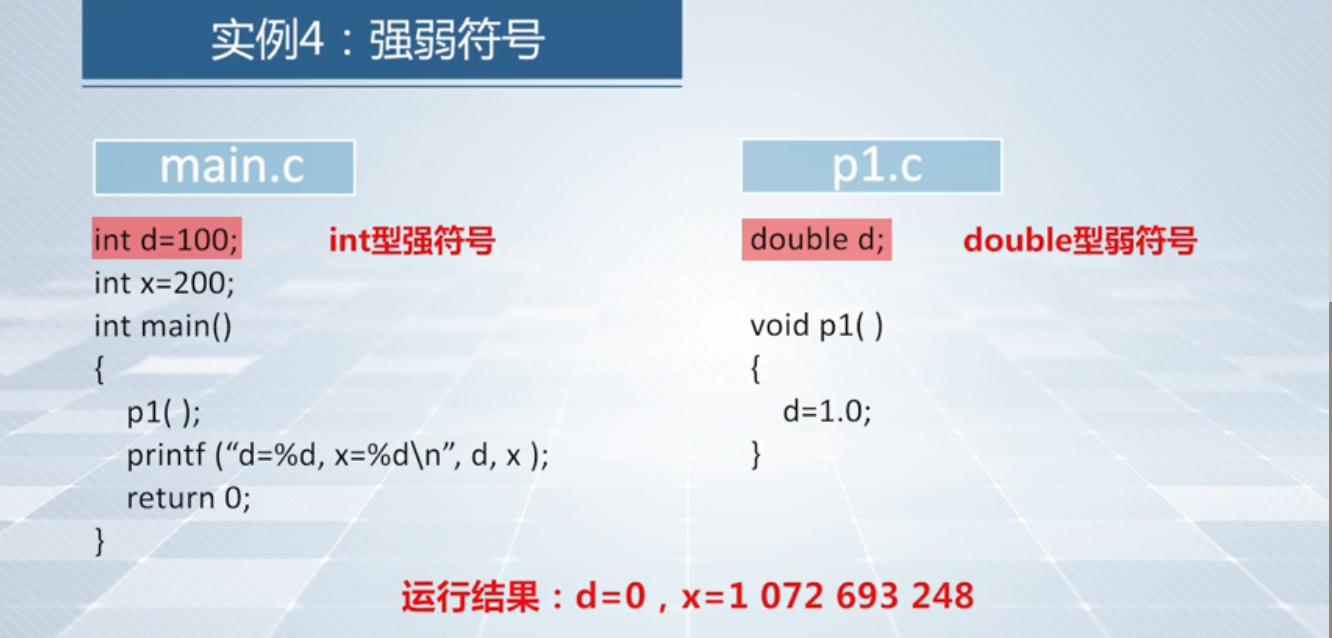 实例4：强弱符号
main.c
p1.c
int d=100;
int型强符号
double d;
double型弱符号
int x=200;
int main()
void p1( )
{
{
p1( );
d=1.0;
printf (“d=%d, x=%d\n”, d, x );
}
return 0;
}
运行结果：d=0，x=1 072 693 248